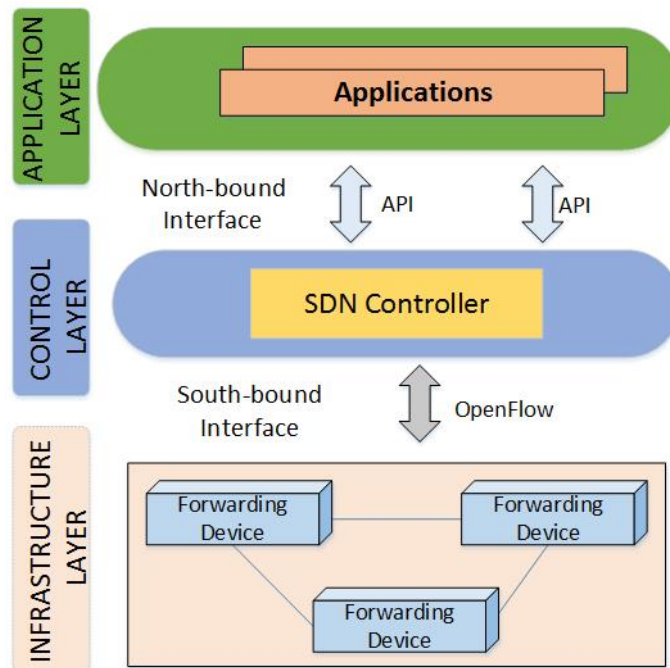 APPLICATION
LAYER
Applications
North-bound
Interface
API
API
CONTROL
LAYER
SDN Controller
South-bound
Interface
OpenFlow
INFRASTRUCTURE
LAYER
Forwarding
Device
Forwarding
Device
Forwarding
Device